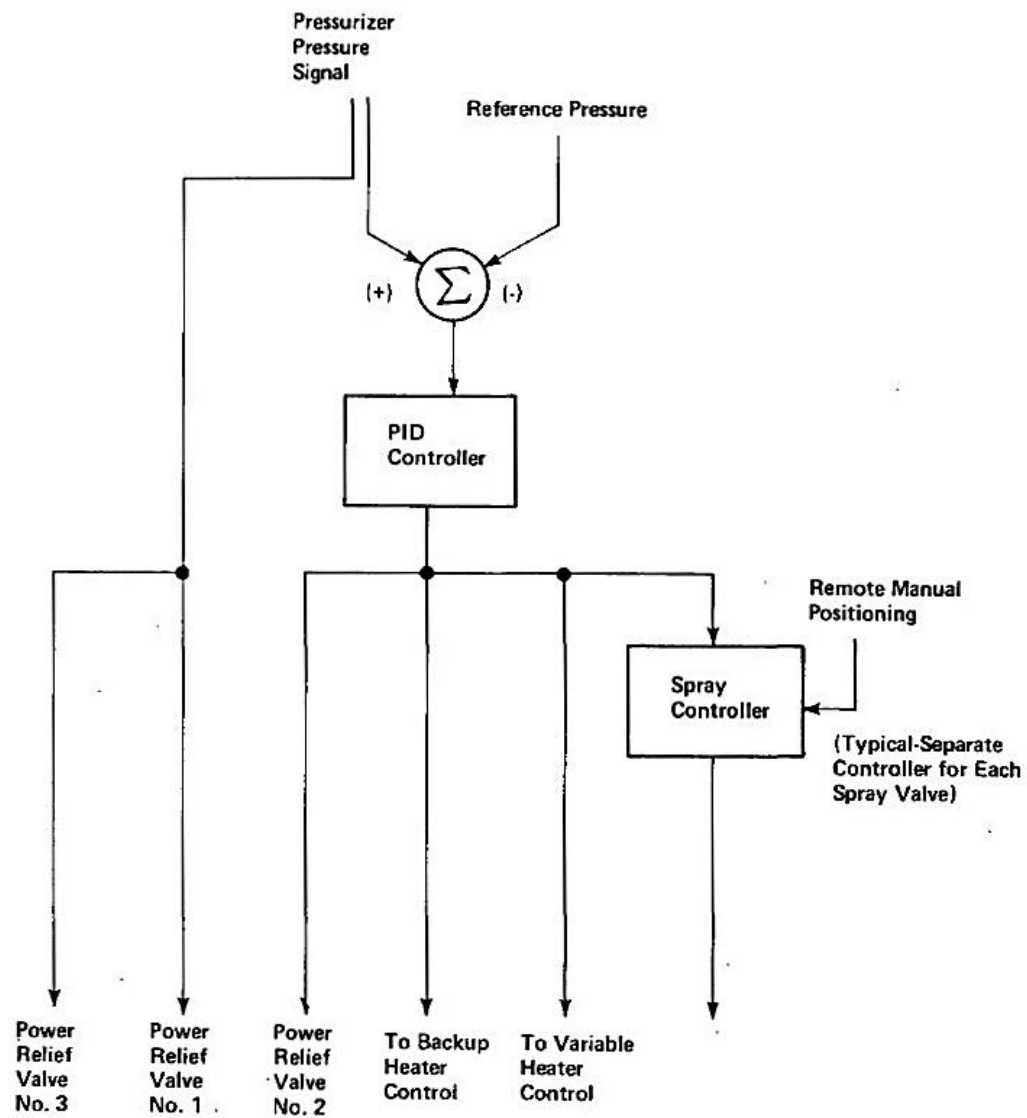 Pressurizer
Pressure
Signal
Reference Pressure
(+)
Σ
(-)
PID
Controller
Remote Manual
Positioning
Spray
Controller
(Typical-Separate
Controller for Each
Spray Valve)
Power
Relief
Valve
No. 3
Power
Relief
Valve
No. 1
Power
Relief
Valve
No. 2
To Backup
Heater
Control
To Variable
Heater
Control